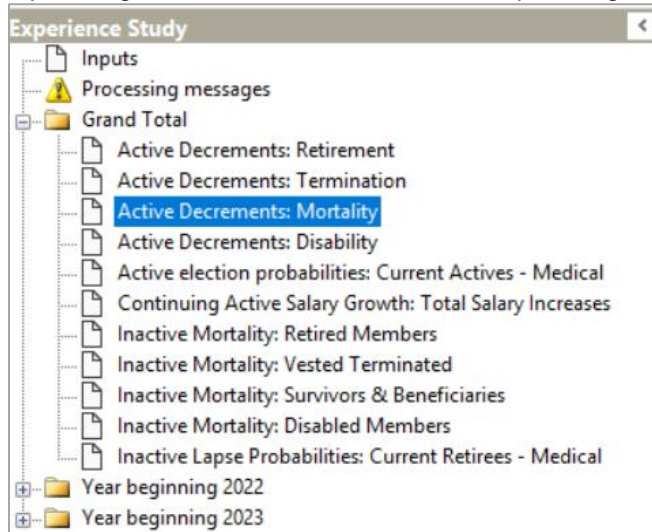 Experience Study
Inputs
Processing messages
Grand Total
Active Decrements: Retirement
Active Decrements: Termination
Active Decrements: Mortality
Active Decrements: Disability
Active election probabilities: Current Actives - Medical
Continuing Active Salary Growth: Total Salary Increases
Inactive Mortality: Retired Members
Inactive Mortality: Vested Terminated
Inactive Mortality: Survivors & Beneficiaries
Inactive Mortality: Disabled Members
Inactive Lapse Probabilities: Current Retirees - Medical
Year beginning 2022
Year beginning 2023